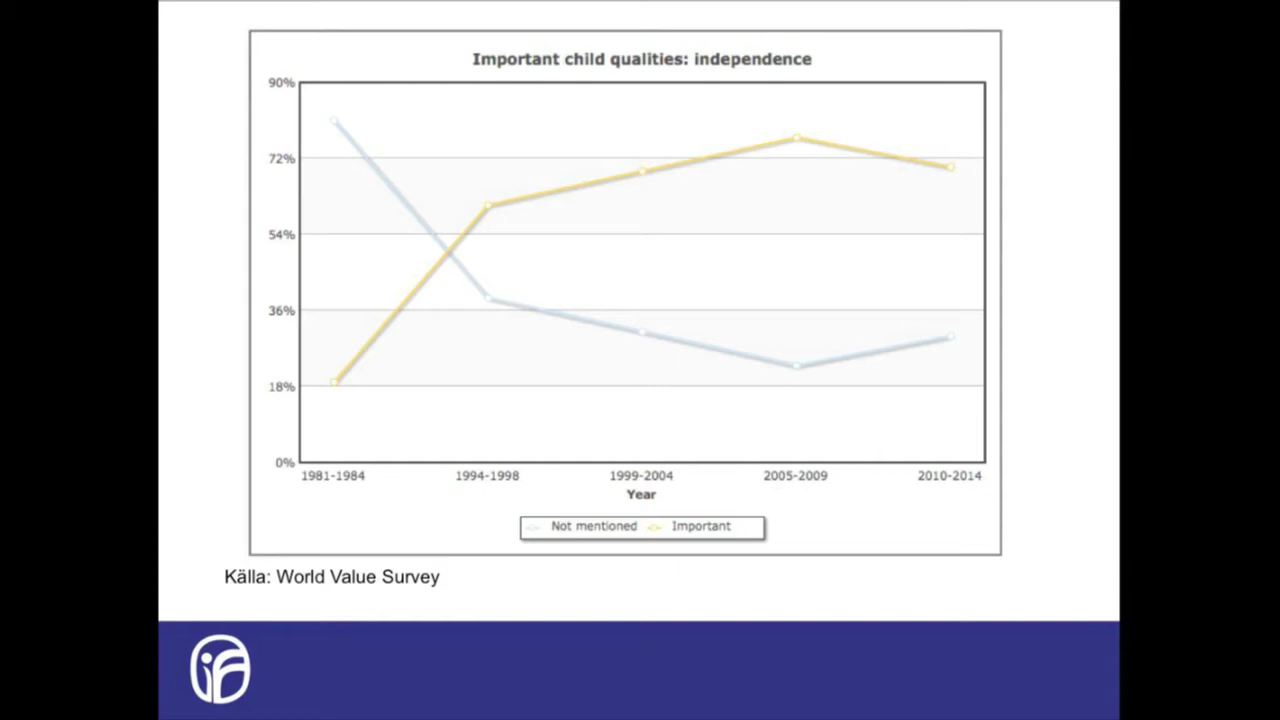 Important child qualities: independence
90%
72%
54%
36%
18%
0%
1981-1984 1994-1998 1999-2004 2005-2009 2010-2014
Year
Not mentioned Important
Källa: World Value Survey